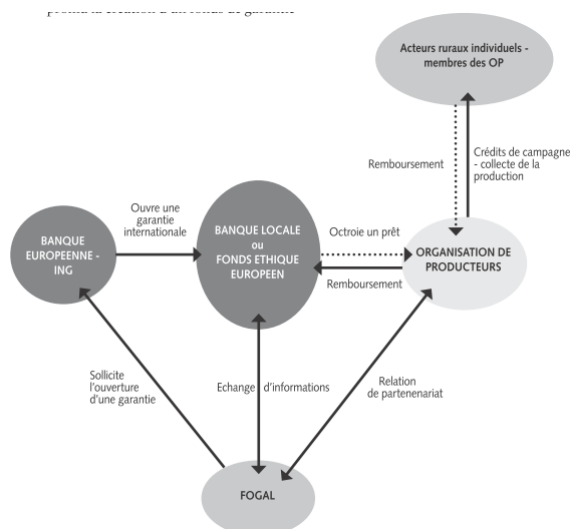 Acteurs ruraux individuels -
membres des OP
Remboursement
Crédits de campagne
- collecte de la
production
Ouvre une
garantie
internationale
BANQUE
EUROPEENNE -
ING
BANQUE LOCALE
ou
FONDS ETHIQUE
EUROPEEN
Octroie un prêt
Remboursement
ORGANISATION DE
PRODUCTEURS
Sollicite
l'ouverture
d'une garantie
Echange d'informations
Relation
de partenenariat
FOGAL